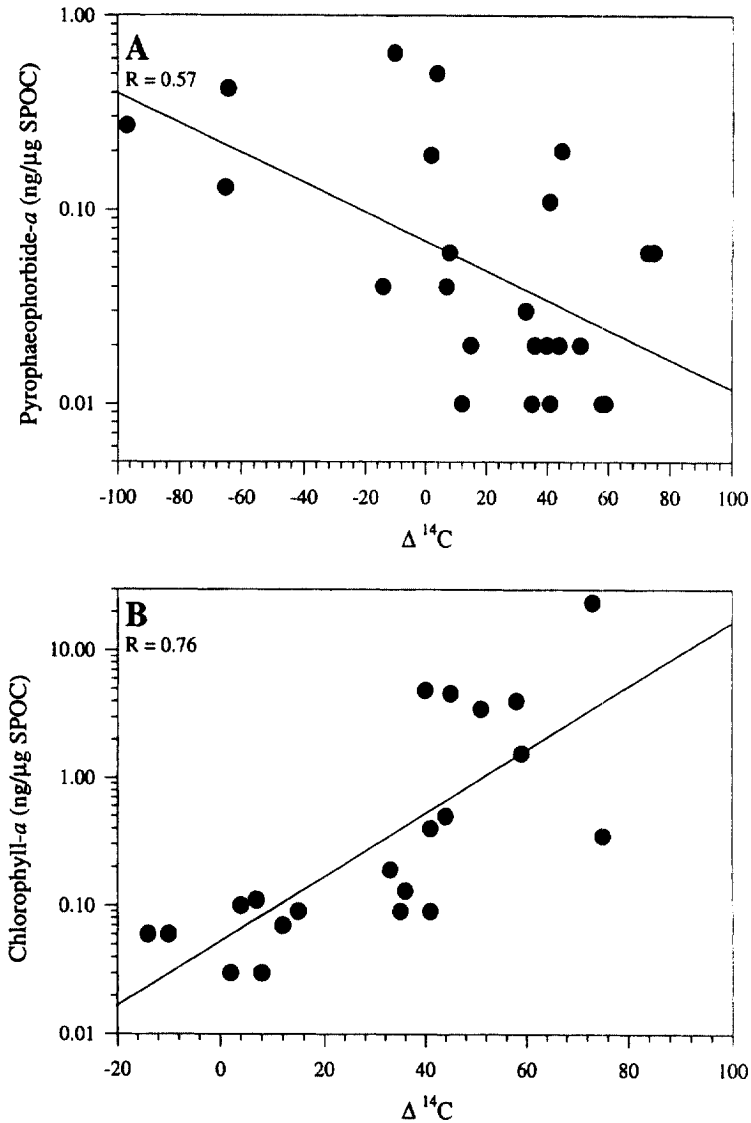 A
R = 0.57
Pyrophaeophorbide-a (ng/µg SPOC)
1.00
0.10
0.01
-100 -80 -60 -40 -20 0 20 40 60 80 100
Δ ¹⁴C
B
R = 0.76
Chlorophyll-a (ng/µg SPOC)
10.00
1.00
0.10
0.01
-20 0 20 40 60 80 100
Δ ¹⁴C